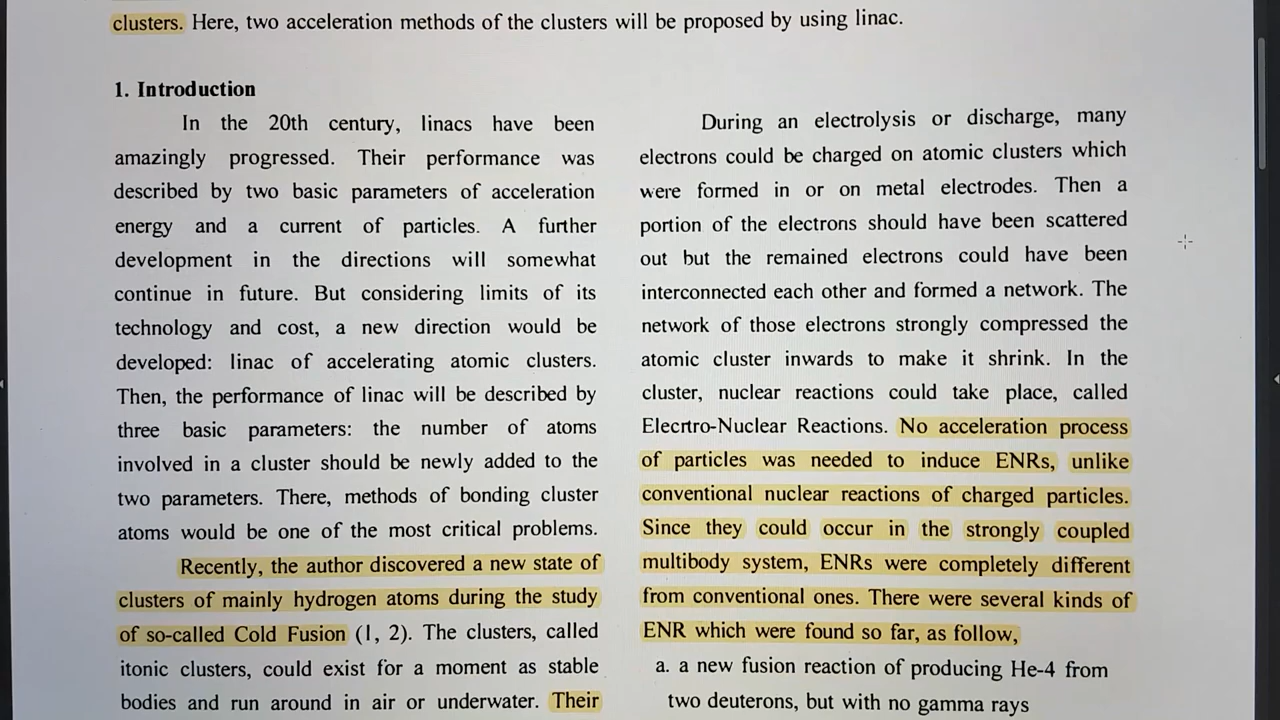 clusters. Here, two acceleration methods of the clusters will be proposed by using linac.
1. Introduction
In the 20th century, linacs have been
amazingly progressed. Their performance was
described by two basic parameters of acceleration
energy and a current of particles. A further
development in the directions will somewhat
continue in future. But considering limits of its
technology and cost, a new direction would be
developed: linac of accelerating atomic clusters.
Then, the performance of linac will be described by
three basic parameters: the number of atoms
involved in a cluster should be newly added to the
two parameters. There, methods of bonding cluster
atoms would be one of the most critical problems.
Recently, the author discovered a new state of
clusters of mainly hydrogen atoms during the study
of so-called Cold Fusion (1, 2). The clusters, called
itonic clusters, could exist for a moment as stable
bodies and run around in air or underwater. Their
During an electrolysis or discharge, many
electrons could be charged on atomic clusters which
were formed in or on metal electrodes. Then a
portion of the electrons should have been scattered
out but the remained electrons could have been
interconnected each other and formed a network. The
network of those electrons strongly compressed the
atomic cluster inwards to make it shrink. In the
cluster, nuclear reactions could take place, called
Elecrtro-Nuclear Reactions. No acceleration process
of particles was needed to induce ENRs, unlike
conventional nuclear reactions of charged particles.
Since they could occur in the strongly coupled
multibody system, ENRs were completely different
from conventional ones. There were several kinds of
ENR which were found so far, as follow,
a. a new fusion reaction of producing He-4 from
two deuterons, but with no gamma rays